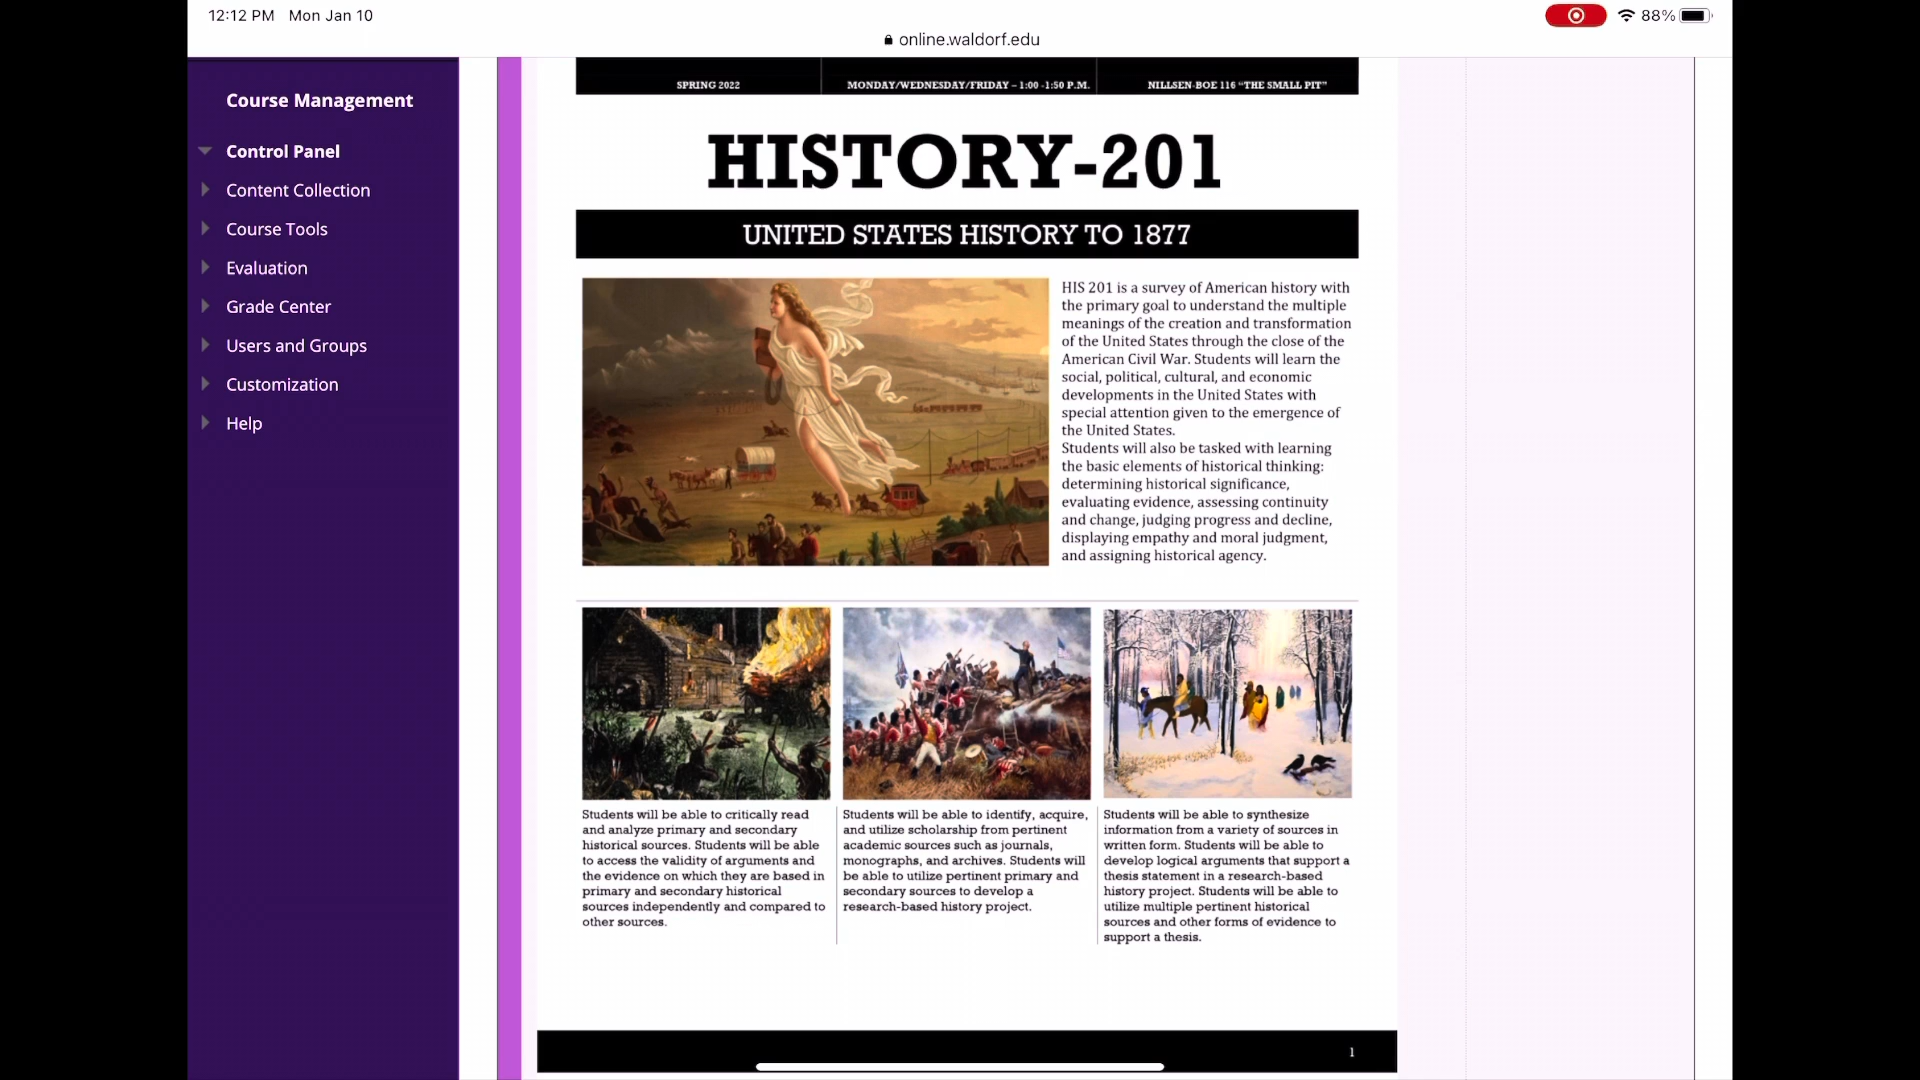 12:12 PM Mon Jan 10
88%
online.waldorf.edu
Course Management
Control Panel
Content Collection
Course Tools
Evaluation
Grade Center
Users and Groups
Customization
Help
SPRING 2022
MONDAY/WEDNESDAY/FRIDAY – 1:00 -1:50 P.M.
NILLSEN-BOE 116 “THE SMALL PIT”
HISTORY-201
UNITED STATES HISTORY TO 1877
HIS 201 is a survey of American history with
the primary goal to understand the multiple
meanings of the creation and transformation
of the United States through the close of the
American Civil War. Students will learn the
social, political, cultural, and economic
developments in the United States with
special attention given to the emergence of
the United States.
Students will also be tasked with learning
the basic elements of historical thinking:
determining historical significance,
evaluating evidence, assessing continuity
and change, judging progress and decline,
displaying empathy and moral judgment,
and assigning historical agency.
Students will be able to critically read
and analyze primary and secondary
historical sources. Students will be able
to access the validity of arguments and
the evidence on which they are based in
primary and secondary historical
sources independently and compared to
other sources.
Students will be able to identify, acquire,
and utilize scholarship from pertinent
academic sources such as journals,
monographs, and archives. Students will
be able to utilize pertinent primary and
secondary sources to develop a
research-based history project.
Students will be able to synthesize
information from a variety of sources in
written form. Students will be able to
develop logical arguments that support a
thesis statement in a research-based
history project. Students will be able to
utilize multiple pertinent historical
sources and other forms of evidence to
support a thesis.
1